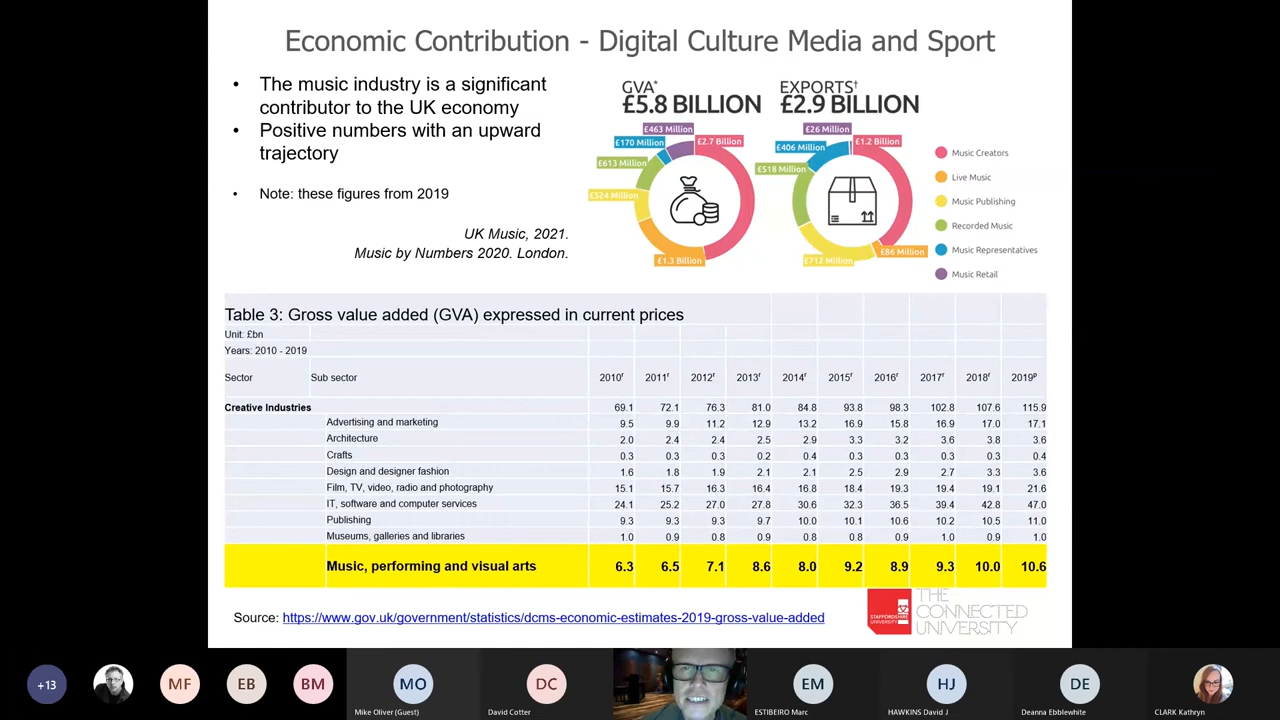 Economic Contribution - Digital Culture Media and Sport
• The music industry is a significant
contributor to the UK economy
• Positive numbers with an upward
trajectory
• Note: these figures from 2019
UK Music, 2021.
Music by Numbers 2020. London.
GVA*
£5.8 BILLION
£463 Million
£170 Million
£2.7 Billion
£613 Million
£524 Million
£1.3 Billion
EXPORTS†
£2.9 BILLION
£26 Million
£406 Million
£1.2 Billion
£518 Million
£712 Million
£86 Million
Music Creators
Live Music
Music Publishing
Recorded Music
Music Representatives
Music Retail
Table 3: Gross value added (GVA) expressed in current prices
Unit: £bn
Years: 2010 - 2019
Sector Sub sector 2010r 2011r 2012r 2013r 2014r 2015r 2016r 2017r 2018r 2019p
Creative Industries 69.1 72.1 76.3 81.0 84.8 93.8 98.3 102.8 107.6 115.9
Advertising and marketing 9.5 9.9 11.2 12.9 13.2 16.9 15.8 16.9 17.0 17.1
Architecture 2.0 2.4 2.4 2.5 2.9 3.3 3.2 3.6 3.8 3.6
Crafts 0.3 0.3 0.3 0.2 0.4 0.3 0.3 0.3 0.3 0.4
Design and designer fashion 1.6 1.8 1.9 2.1 2.1 2.5 2.9 2.7 3.3 3.6
Film, TV, video, radio and photography 15.1 15.7 16.3 16.4 16.8 18.4 19.3 19.4 19.1 21.6
IT, software and computer services 24.1 25.2 27.0 27.8 30.6 32.3 36.5 39.4 42.8 47.0
Publishing 9.3 9.3 9.3 9.7 10.0 10.1 10.6 10.2 10.5 11.0
Museums, galleries and libraries 1.0 0.9 0.8 0.9 0.8 0.8 0.9 1.0 0.9 1.0
Music, performing and visual arts 6.3 6.5 7.1 8.6 8.0 9.2 8.9 9.3 10.0 10.6
Source: https://www.gov.uk/government/statistics/dcms-economic-estimates-2019-gross-value-added
STAFFORDSHIRE
UNIVERSITY
THE
CONNECTED
UNIVERSITY
+13 MF EB BM MO DC EM HJ DE
Mike Oliver (Guest) David Cotter ESTIBEIRO Marc HAWKINS David J Deanna Ebblewhite CLARK Kathryn